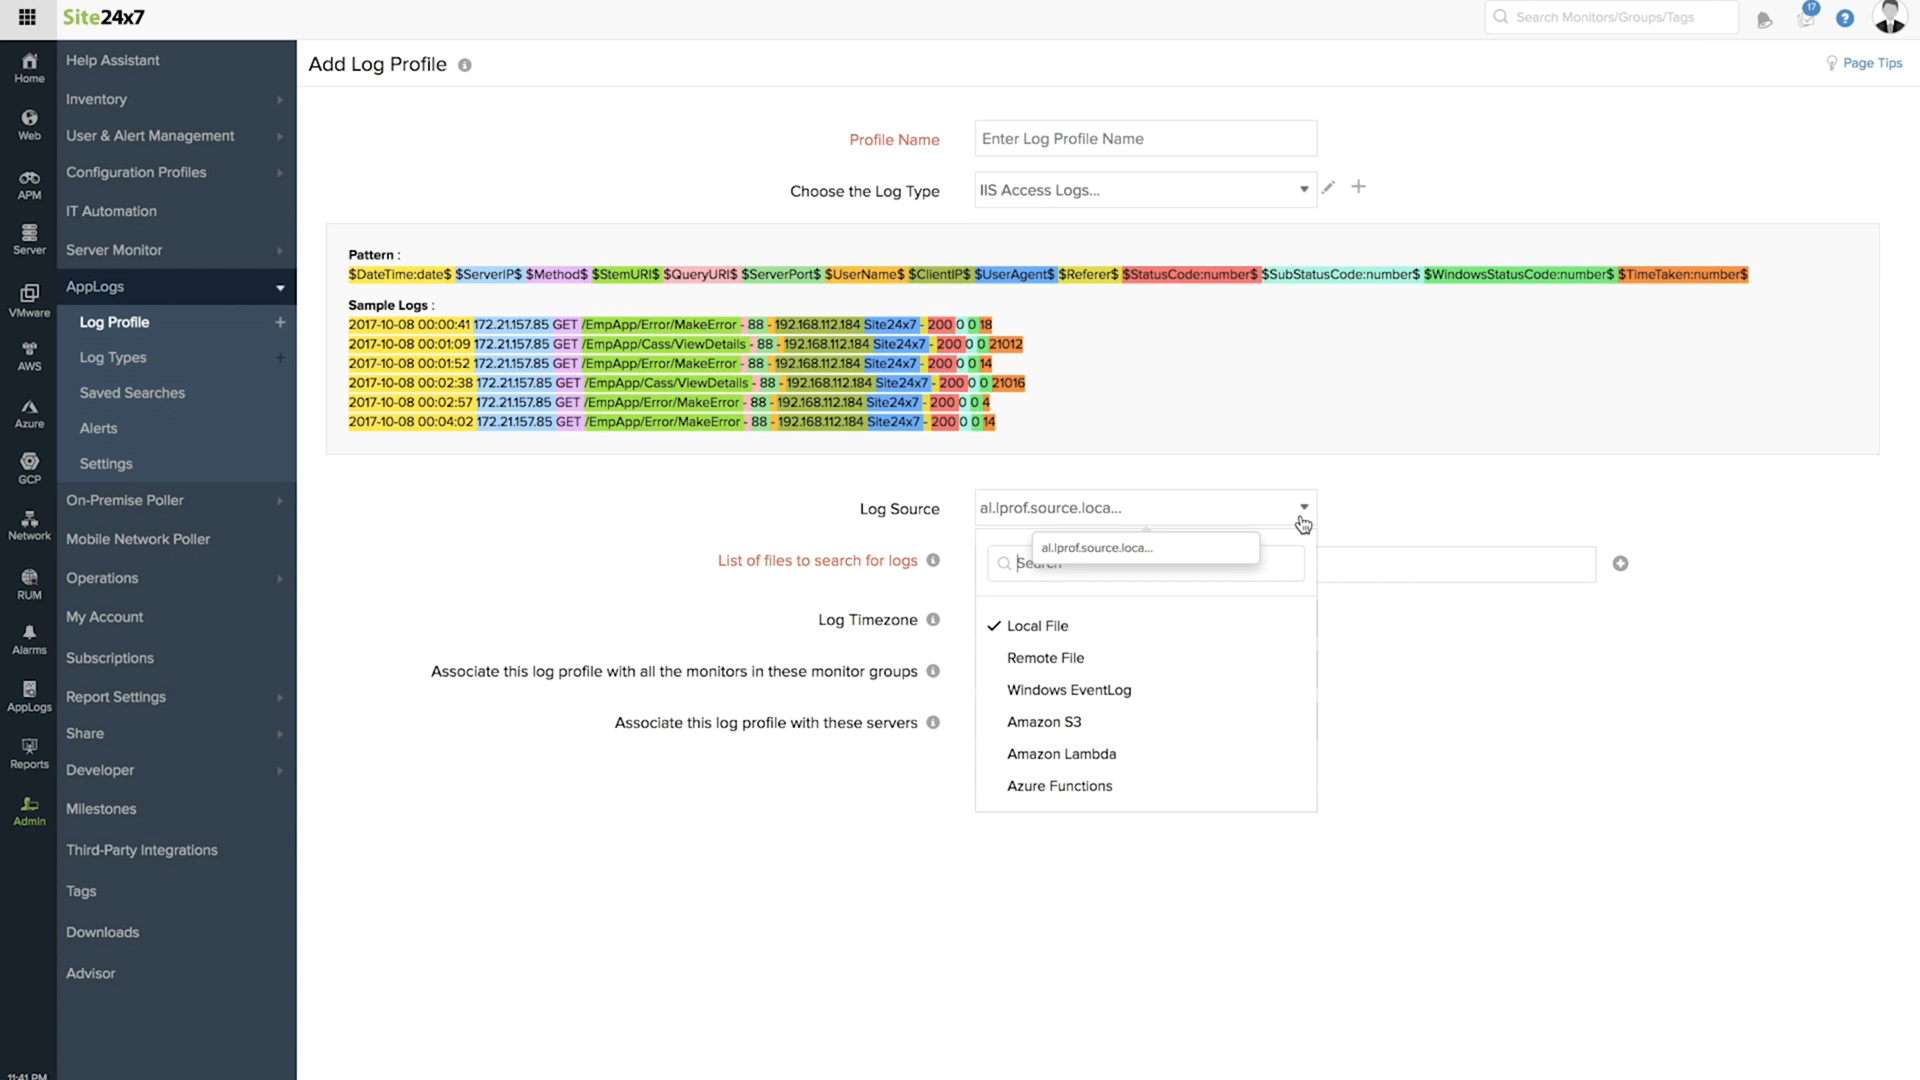 Site24x7
Search Monitors/Groups/Tags
17
?
Home
Web
APM
Server
VMware
AWS
Azure
GCP
Network
RUM
Alarms
AppLogs
Reports
Admin
11:41 PM
Help Assistant
Inventory
User & Alert Management
Configuration Profiles
IT Automation
Server Monitor
AppLogs
Log Profile
Log Types
Saved Searches
Alerts
Settings
On-Premise Poller
Mobile Network Poller
Operations
My Account
Subscriptions
Report Settings
Share
Developer
Milestones
Third-Party Integrations
Tags
Downloads
Advisor
Add Log Profile
Page Tips
Profile Name
Enter Log Profile Name
Choose the Log Type
IIS Access Logs...
Pattern :
$DateTime:date$ $ServerIP$ $Method$ $StemURI$ $QueryURI$ $ServerPort$ $UserName$ $ClientIP$ $UserAgent$ $Referer$ $StatusCode:number$ $SubStatusCode:number$ $WindowsStatusCode:number$ $TimeTaken:number$
Sample Logs :
2017-10-08 00:00:41 172.21.157.85 GET /EmpApp/Error/MakeError - 88 - 192.168.112.184 Site24x7 - 200 0 0 18
2017-10-08 00:01:09 172.21.157.85 GET /EmpApp/Cass/ViewDetails - 88 - 192.168.112.184 Site24x7 - 200 0 0 21012
2017-10-08 00:01:52 172.21.157.85 GET /EmpApp/Error/MakeError - 88 - 192.168.112.184 Site24x7 - 200 0 0 14
2017-10-08 00:02:38 172.21.157.85 GET /EmpApp/Cass/ViewDetails - 88 - 192.168.112.184 Site24x7 - 200 0 0 21016
2017-10-08 00:02:57 172.21.157.85 GET /EmpApp/Error/MakeError - 88 - 192.168.112.184 Site24x7 - 200 0 0 4
2017-10-08 00:04:02 172.21.157.85 GET /EmpApp/Error/MakeError - 88 - 192.168.112.184 Site24x7 - 200 0 0 14
Log Source
al.lprof.source.loca...
al.lprof.source.loca...
Search
List of files to search for logs
Log Timezone
Associate this log profile with all the monitors in these monitor groups
Associate this log profile with these servers
Local File
Remote File
Windows EventLog
Amazon S3
Amazon Lambda
Azure Functions